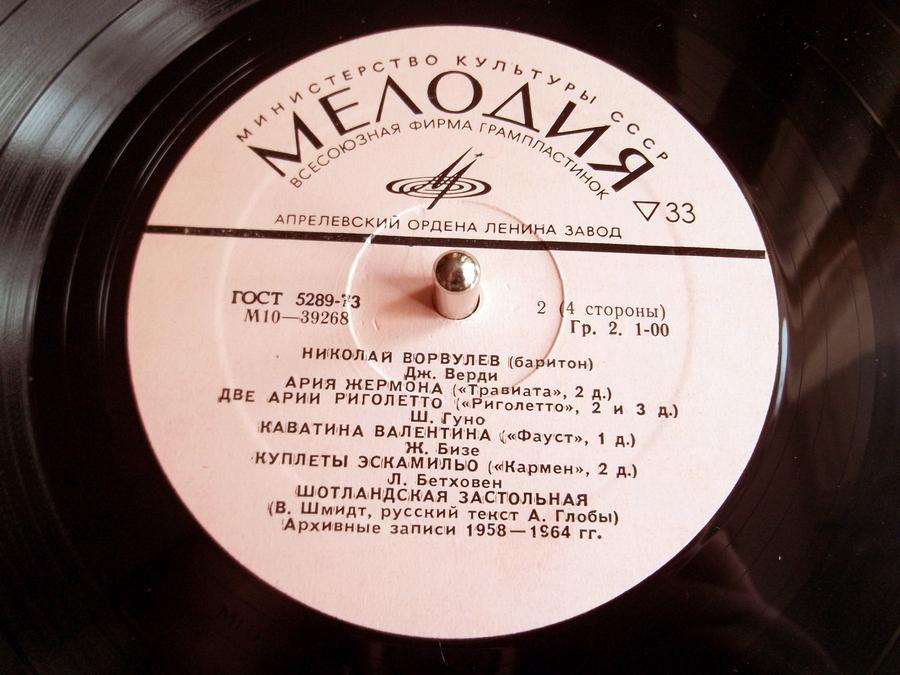 МИНИСТЕРСТВО КУЛЬТУРЫ СССР
МЕЛОДИЯ
ВСЕСОЮЗНАЯ ФИРМА ГРАМПЛАСТИНОК
33
АПРЕЛЕВСКИЙ ОРДЕНА ЛЕНИНА ЗАВОД
ГОСТ 5289-73
2 (4 стороны)
М10—39268
Гр. 2. 1-00
НИКОЛАЙ ВОРВУЛЕВ (баритон)
Дж. Верди
АРИЯ ЖЕРМОНА («Травиата», 2 д.)
ДВЕ АРИИ РИГОЛЕТТО («Риголетто», 2 и 3 д.)
Ш. Гуно
КАВАТИНА ВАЛЕНТИНА («Фауст», 1 д.)
Ж. Бизе
КУПЛЕТЫ ЭСКАМИЛЬО («Кармен», 2 д.)
Л. Бетховен
ШОТЛАНДСКАЯ ЗАСТОЛЬНАЯ
(В. Шмидт, русский текст А. Глобы)
Архивные записи 1958—1964 гг.